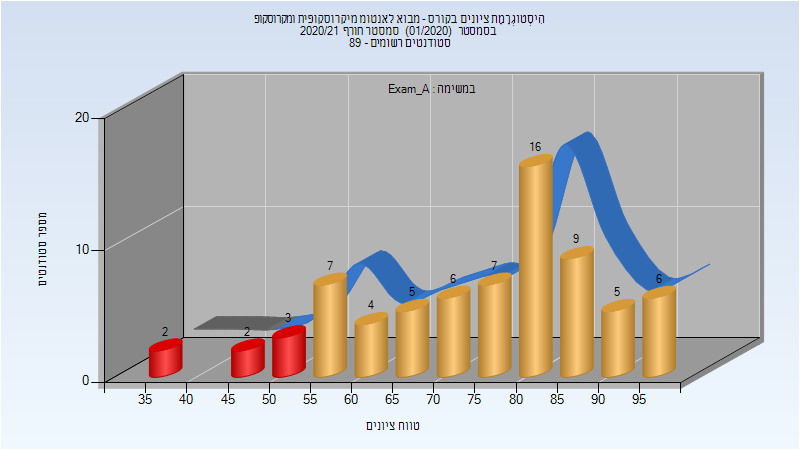 היסטוגרמת ציונים בקורס - מבוא לאנטומ מיקרוסקופית ומקרוסקופ
בסמסטר (01/2020) סמסטר חורף 2020/21
סטודנטים רשומים - 89
במשימה : Exam_A
מספר סטודנטים
20
10
0
2
2
3
7
4
5
6
7
16
9
5
6
35 40 45 50 55 60 65 70 75 80 85 90 95
טווח ציונים